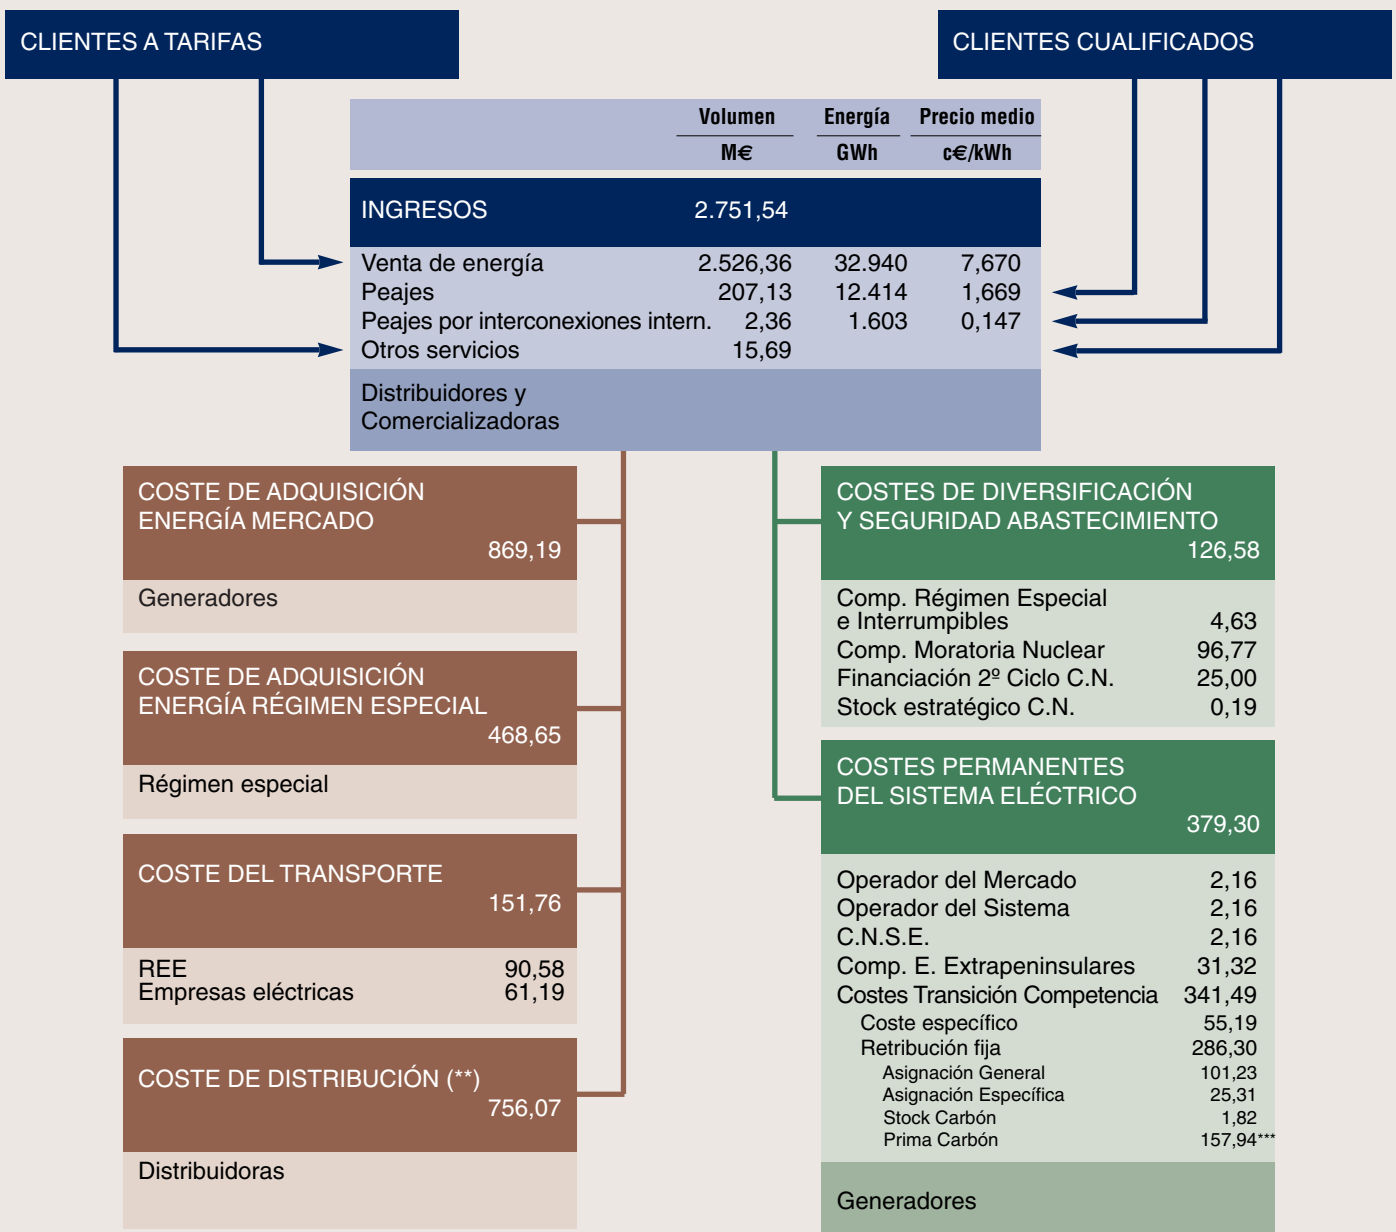 CLIENTES A TARIFAS
CLIENTES CUALIFICADOS
Volumen Energía Precio medio
M€ GWh c€/kWh
INGRESOS 2.751,54
Venta de energía 2.526,36 32.940 7,670
Peajes 207,13 12.414 1,669
Peajes por interconexiones intern. 2,36 1.603 0,147
Otros servicios 15,69
Distribuidores y
Comercializadoras
COSTE DE ADQUISICIÓN
ENERGÍA MERCADO
869,19
Generadores
COSTE DE ADQUISICIÓN
ENERGÍA RÉGIMEN ESPECIAL
468,65
Régimen especial
COSTE DEL TRANSPORTE
151,76
REE 90,58
Empresas eléctricas 61,19
COSTE DE DISTRIBUCIÓN (**)
756,07
Distribuidoras
COSTES DE DIVERSIFICACIÓN
Y SEGURIDAD ABASTECIMIENTO
126,58
Comp. Régimen Especial
e Interrumpibles 4,63
Comp. Moratoria Nuclear 96,77
Financiación 2º Ciclo C.N. 25,00
Stock estratégico C.N. 0,19
COSTES PERMANENTES
DEL SISTEMA ELÉCTRICO
379,30
Operador del Mercado 2,16
Operador del Sistema 2,16
C.N.S.E. 2,16
Comp. E. Extrapeninsulares 31,32
Costes Transición Competencia 341,49
Coste específico 55,19
Retribución fija 286,30
Asignación General 101,23
Asignación Específica 25,31
Stock Carbón 1,82
Prima Carbón 157,94***
Generadores